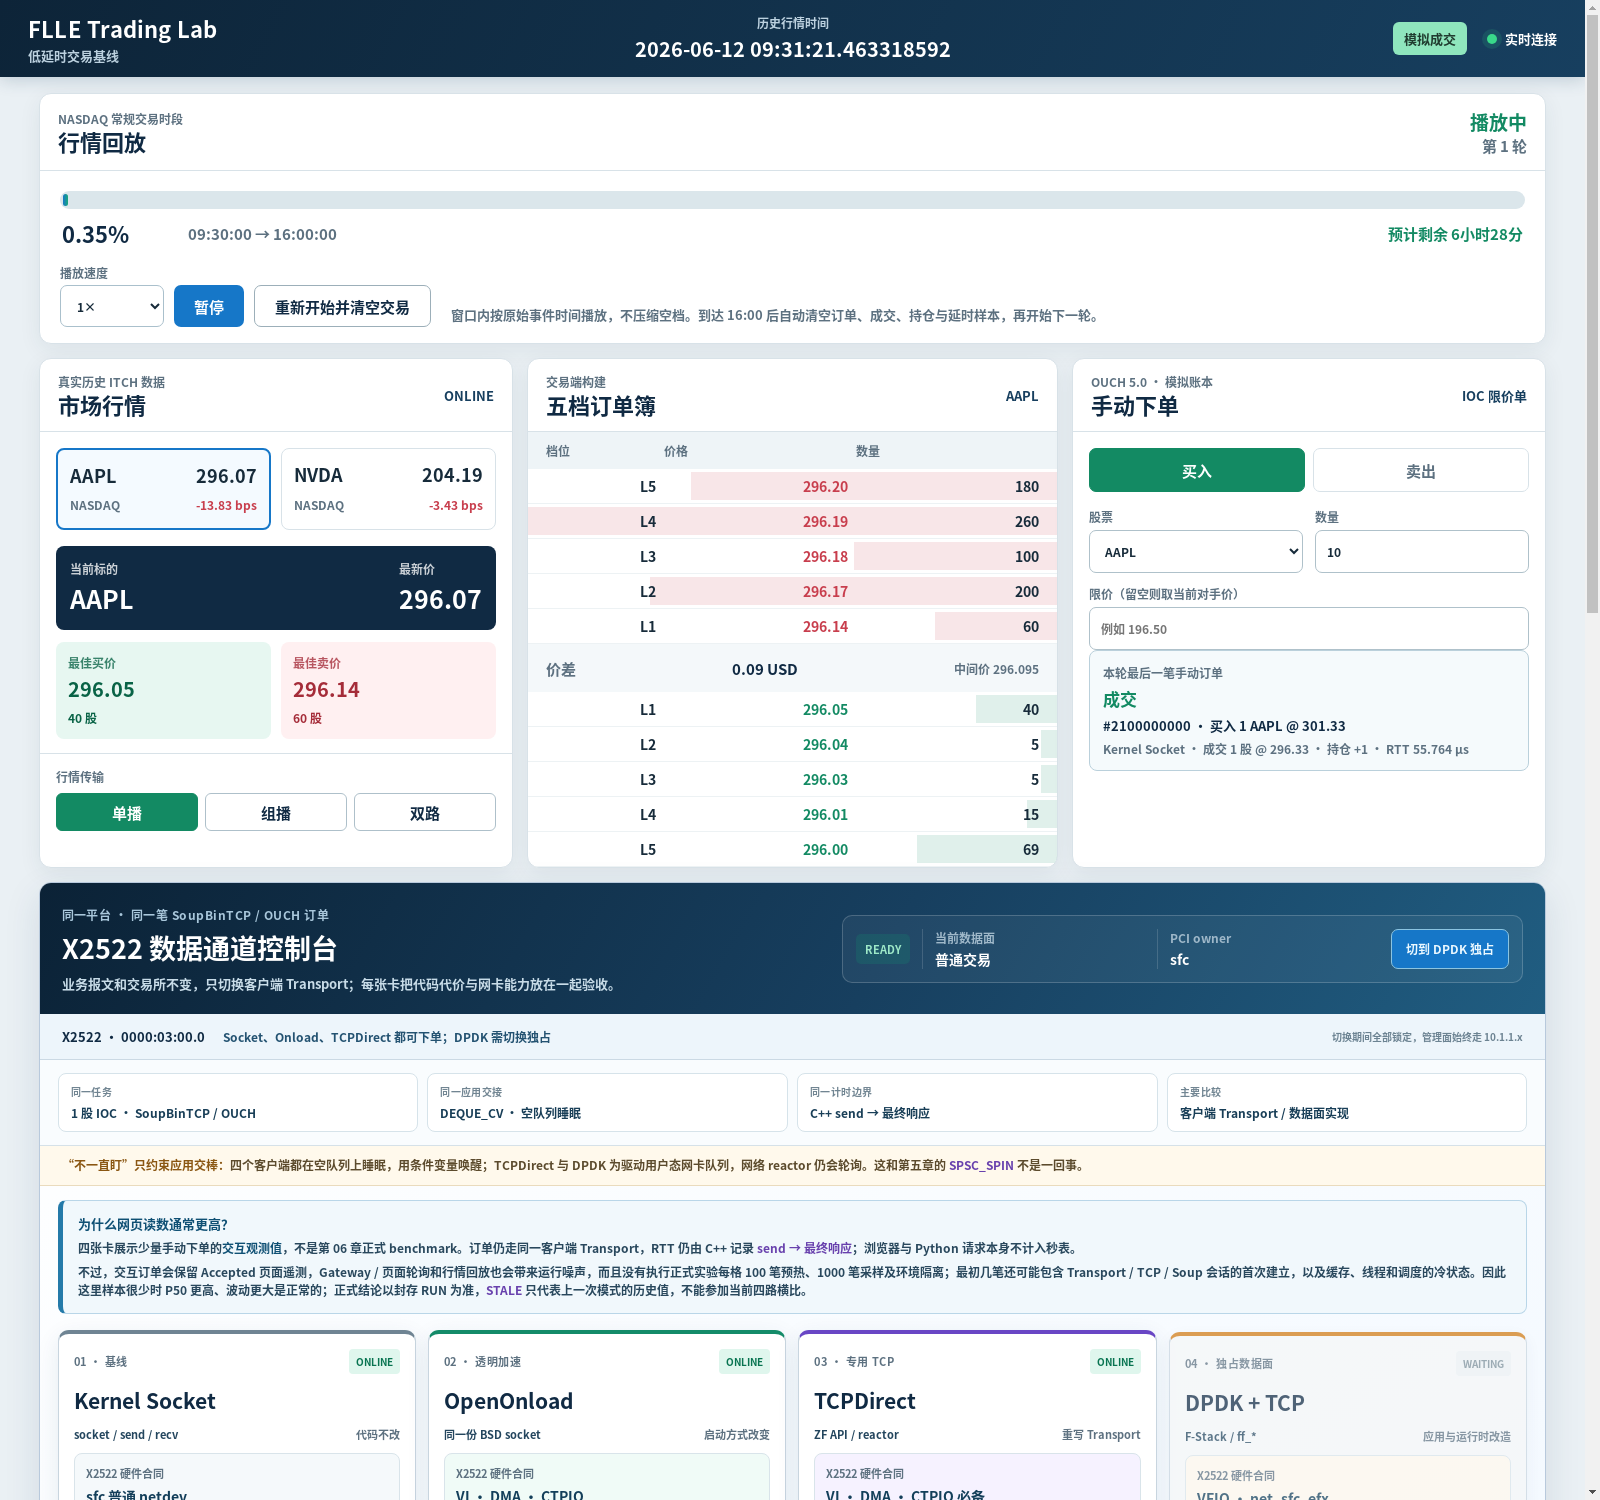 FLLE Trading Lab
低延时交易基线
历史行情时间
2026-06-12 09:31:21.463318592
模拟成交
实时连接
NASDAQ 常规交易时段
行情回放
播放中
第 1 轮
0.35%
09:30:00 → 16:00:00
预计剩余 6小时28分
播放速度
1×
暂停
重新开始并清空交易
窗口内按原始事件时间播放，不压缩空档。到达 16:00 后自动清空订单、成交、持仓与延时样本，再开始下一轮。
真实历史 ITCH 数据
市场行情
ONLINE
AAPL 296.07
NASDAQ -13.83 bps
NVDA 204.19
NASDAQ -3.43 bps
当前标的 最新价
AAPL 296.07
最佳买价
296.05
40 股
最佳卖价
296.14
60 股
行情传输
单播 组播 双路
交易端构建
五档订单簿
AAPL
档位 价格 数量
L5 296.20 180
L4 296.19 260
L3 296.18 100
L2 296.17 200
L1 296.14 60
价差 0.09 USD 中间价 296.095
L1 296.05 40
L2 296.04 5
L3 296.03 5
L4 296.01 15
L5 296.00 69
OUCH 5.0 · 模拟账本
手动下单
IOC 限价单
买入 卖出
股票 数量
AAPL 10
限价（留空则取当前对手价）
例如 196.50
本轮最后一笔手动订单
成交
#2100000000 · 买入 1 AAPL @ 301.33
Kernel Socket · 成交 1 股 @ 296.33 · 持仓 +1 · RTT 55.764 μs
同一平台 · 同一笔 SoupBinTCP / OUCH 订单
X2522 数据通道控制台
业务报文和交易所不变，只切换客户端 Transport；每张卡把代码代价与网卡能力放在一起验收。
READY
当前数据面
普通交易
PCI owner
sfc
切到 DPDK 独占
X2522 · 0000:03:00.0 Socket、Onload、TCPDirect 都可下单；DPDK 需切换独占
切换期间全部锁定，管理面始终走 10.1.1.x
同一任务
1 股 IOC · SoupBinTCP / OUCH
同一应用交接
DEQUE_CV · 空队列睡眠
同一计时边界
C++ send → 最终响应
主要比较
客户端 Transport / 数据面实现
“不一直盯”只约束应用交棒：四个客户端都在空队列上睡眠，用条件变量唤醒；TCPDirect 与 DPDK 为驱动用户态网卡队列，网络 reactor 仍会轮询。这和第五章的 SPSC_SPIN 不是一回事。
为什么网页读数通常更高？
四张卡展示少量手动下单的交互观测值，不是第 06 章正式 benchmark。订单仍走同一客户端 Transport，RTT 仍由 C++ 记录 send → 最终响应；浏览器与 Python 请求本身不计入秒表。
不过，交互订单会保留 Accepted 页面遥测，Gateway / 页面轮询和行情回放也会带来运行噪声，而且没有执行正式实验每格 100 笔预热、1000 笔采样及环境隔离；最初几笔还可能包含 Transport / TCP / Soup 会话的首次建立，以及缓存、线程和调度的冷状态。因此
这里样本很少时 P50 更高、波动更大是正常的；正式结论以封存 RUN 为准，STALE 只代表上一次模式的历史值，不能参加当前四路横比。
01 · 基线 ONLINE
Kernel Socket
socket / send / recv 代码不改
X2522 硬件合同
sfc 普通 netdev
02 · 透明加速 ONLINE
OpenOnload
同一份 BSD socket 启动方式改变
X2522 硬件合同
VI · DMA · CTPIO
03 · 专用 TCP ONLINE
TCPDirect
ZF API / reactor 重写 Transport
X2522 硬件合同
VI · DMA · CTPIO 必备
04 · 独占数据面 WAITING
DPDK + TCP
F-Stack / ff_* 应用与运行时改造
X2522 硬件合同
VFIO · net_sfc_efx